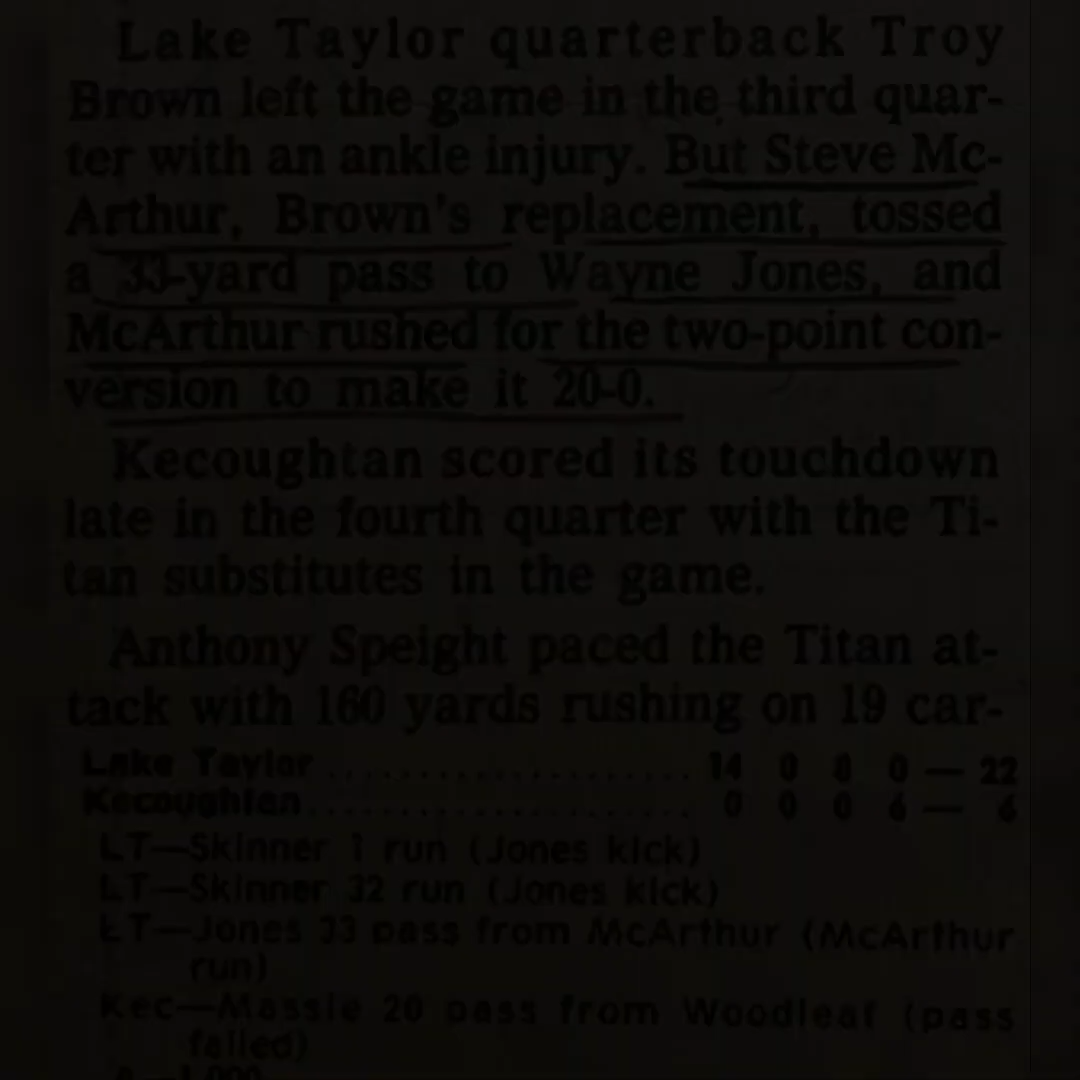 Lake Taylor quarterback Troy
Brown left the game in the third quar-
ter with an ankle injury. But Steve Mc-
Arthur, Brown's replacement, tossed
a 33-yard pass to Wayne Jones, and
McArthur rushed for the two-point con-
version to make it 20-0.
Kecoughtan scored its touchdown
late in the fourth quarter with the Ti-
tan substitutes in the game.
Anthony Speight paced the Titan at-
tack with 160 yards rushing on 19 car-
Lake Taylor .................... 14 0 8 0 — 22
Kecoughtan .................... 0 0 0 6 — 6
LT—Skinner 1 run (Jones kick)
LT—Skinner 32 run (Jones kick)
LT—Jones 33 pass from McArthur (McArthur
run)
Kec—Massie 20 pass from Woodleaf (pass
failed)
A—1,000